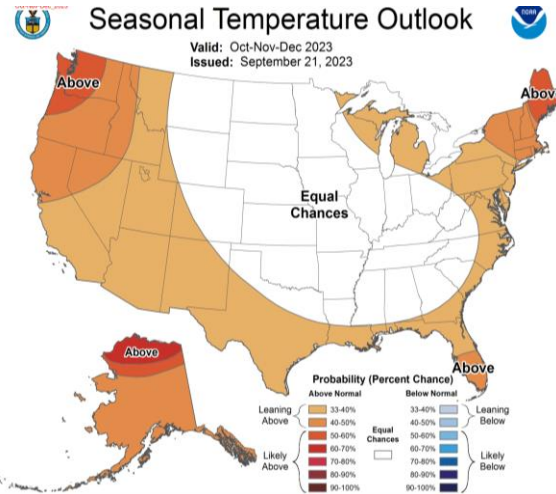 Seasonal Temperature Outlook
Valid: Oct-Nov-Dec 2023
Issued: September 21, 2023
Above
Abov
Equal
Chances
Above
Above
Probability (Percent Chance)
Above Normal
Below Normal
Leaning
Above
33-40%
40-50%
Likely
Above
50-60%
60-70%
70-80%
80-90%
90-100%
Equal
Chances
33-40%
40-50%
Leaning
Below
50-60%
60-70%
70-80%
80-90%
90-100%
Likely
Below